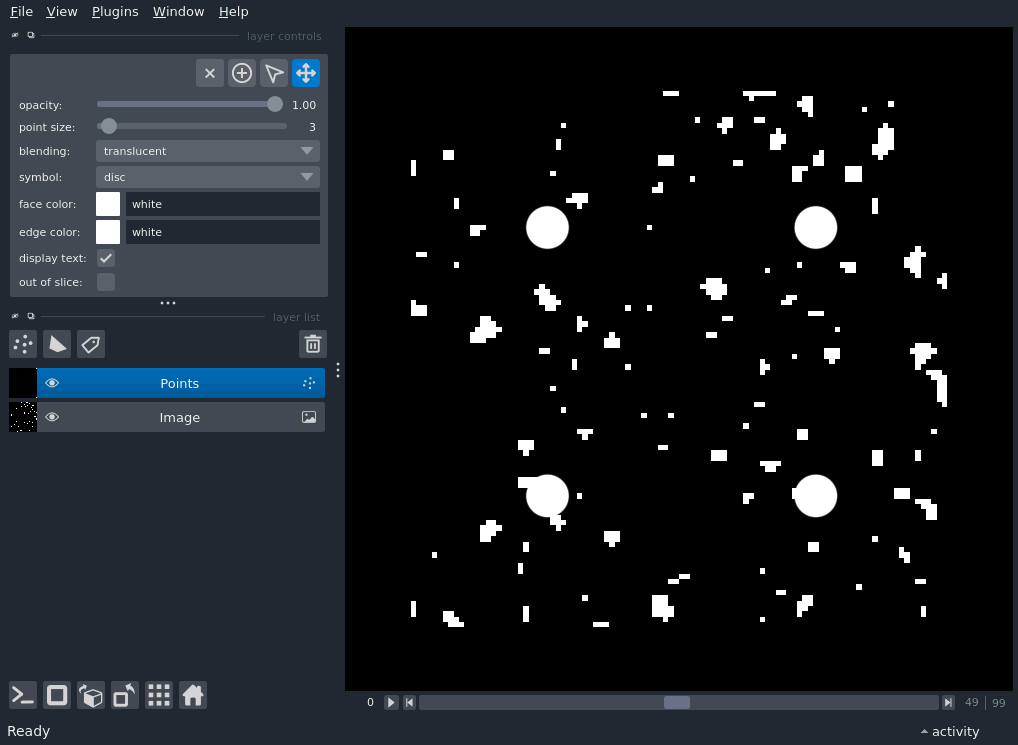 File View Plugins Window Help
layer controls
opacity: 1.00
point size: 3
blending: translucent
symbol: disc
face color: white
edge color: white
display text:
out of slice:
layer list
Points
Image
0 49 99
Ready activity